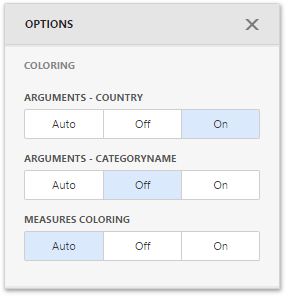 OPTIONS
COLORING
ARGUMENTS - COUNTRY
Auto Off On
ARGUMENTS - CATEGORYNAME
Auto Off On
MEASURES COLORING
Auto Off On